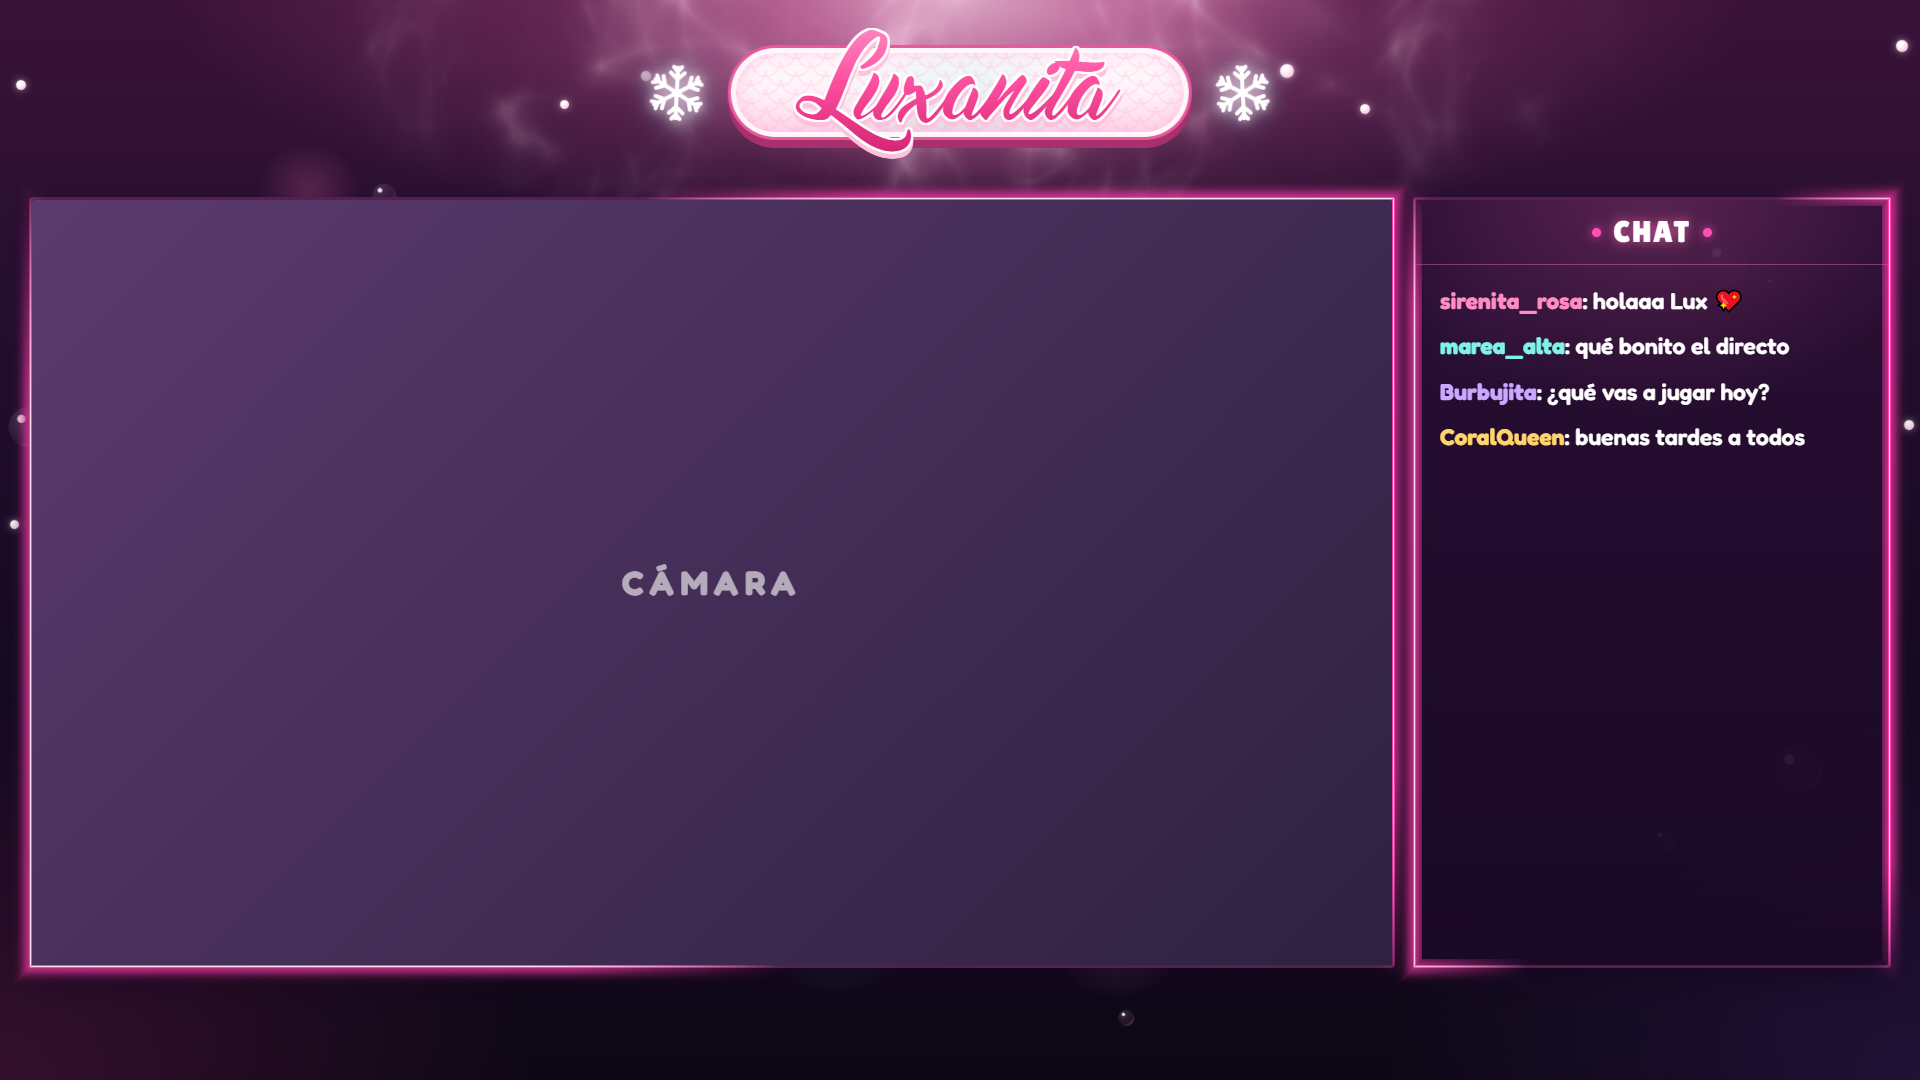 Luxanita
• CHAT •
sirenita_rosa: holaaa Lux 💖
marea_alta: qué bonito el directo
Burbujita: ¿qué vas a jugar hoy?
CoralQueen: buenas tardes a todos
CÁMARA